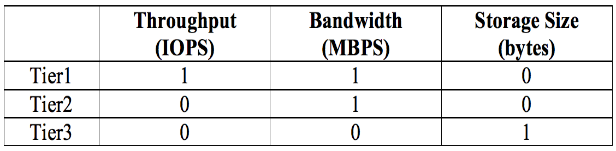 Throughput Bandwidth Storage Size
(IOPS) (MBPS) (bytes)
Tier1 1 1 0
Tier2 0 1 0
Tier3 0 0 1